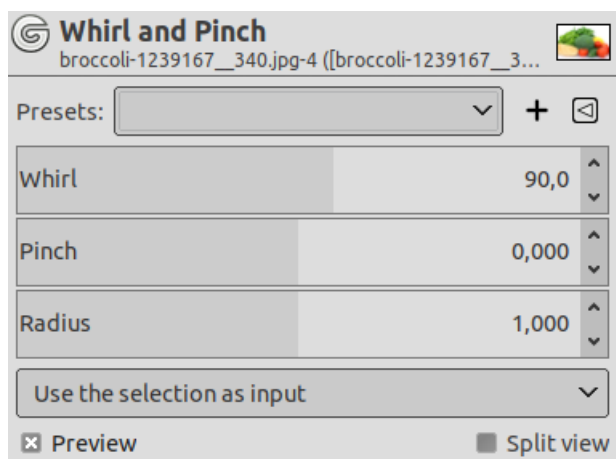 Whirl and Pinch
broccoli-1239167__340.jpg-4 ([broccoli-1239167__3...
Presets:
Whirl 90,0
Pinch 0,000
Radius 1,000
Use the selection as input
Preview Split view